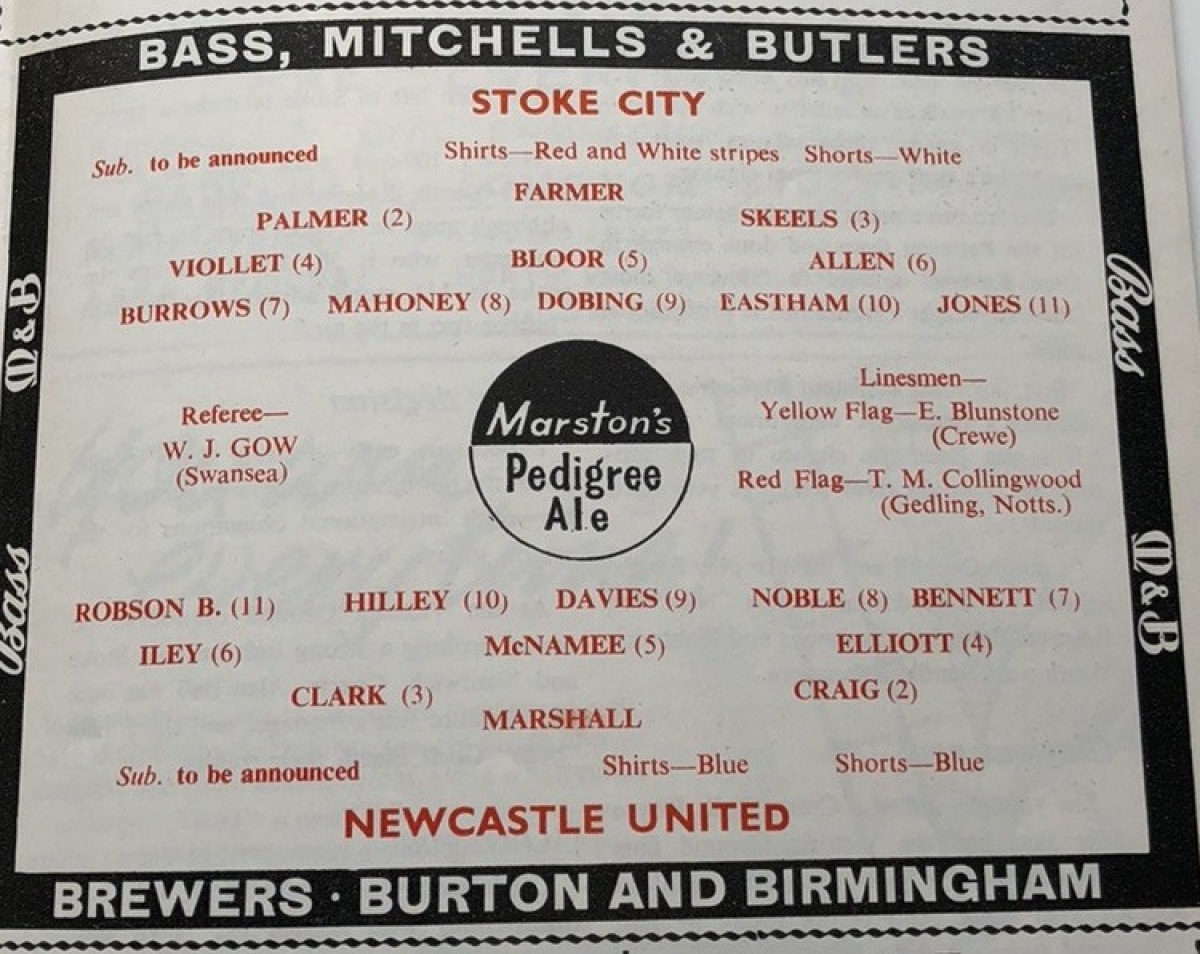 BASS, MITCHELLS & BUTLERS
STOKE CITY
Sub. to be announced Shirts—Red and White stripes Shorts—White
FARMER
PALMER (2) SKEELS (3)
VIOLLET (4) BLOOR (5) ALLEN (6)
BURROWS (7) MAHONEY (8) DOBING (9) EASTHAM (10) JONES (11)
M&B
Bass
Referee—
W. J. GOW
(Swansea)
Marston's
Pedigree
Ale
Linesmen—
Yellow Flag—E. Blunstone
(Crewe)
Red Flag—T. M. Collingwood
(Gedling, Notts.)
Bass
M&B
ROBSON B. (11) HILLEY (10) DAVIES (9) NOBLE (8) BENNETT (7)
ILEY (6) McNAMEE (5) ELLIOTT (4)
CLARK (3) CRAIG (2)
MARSHALL
Sub. to be announced Shirts—Blue Shorts—Blue
NEWCASTLE UNITED
BREWERS · BURTON AND BIRMINGHAM